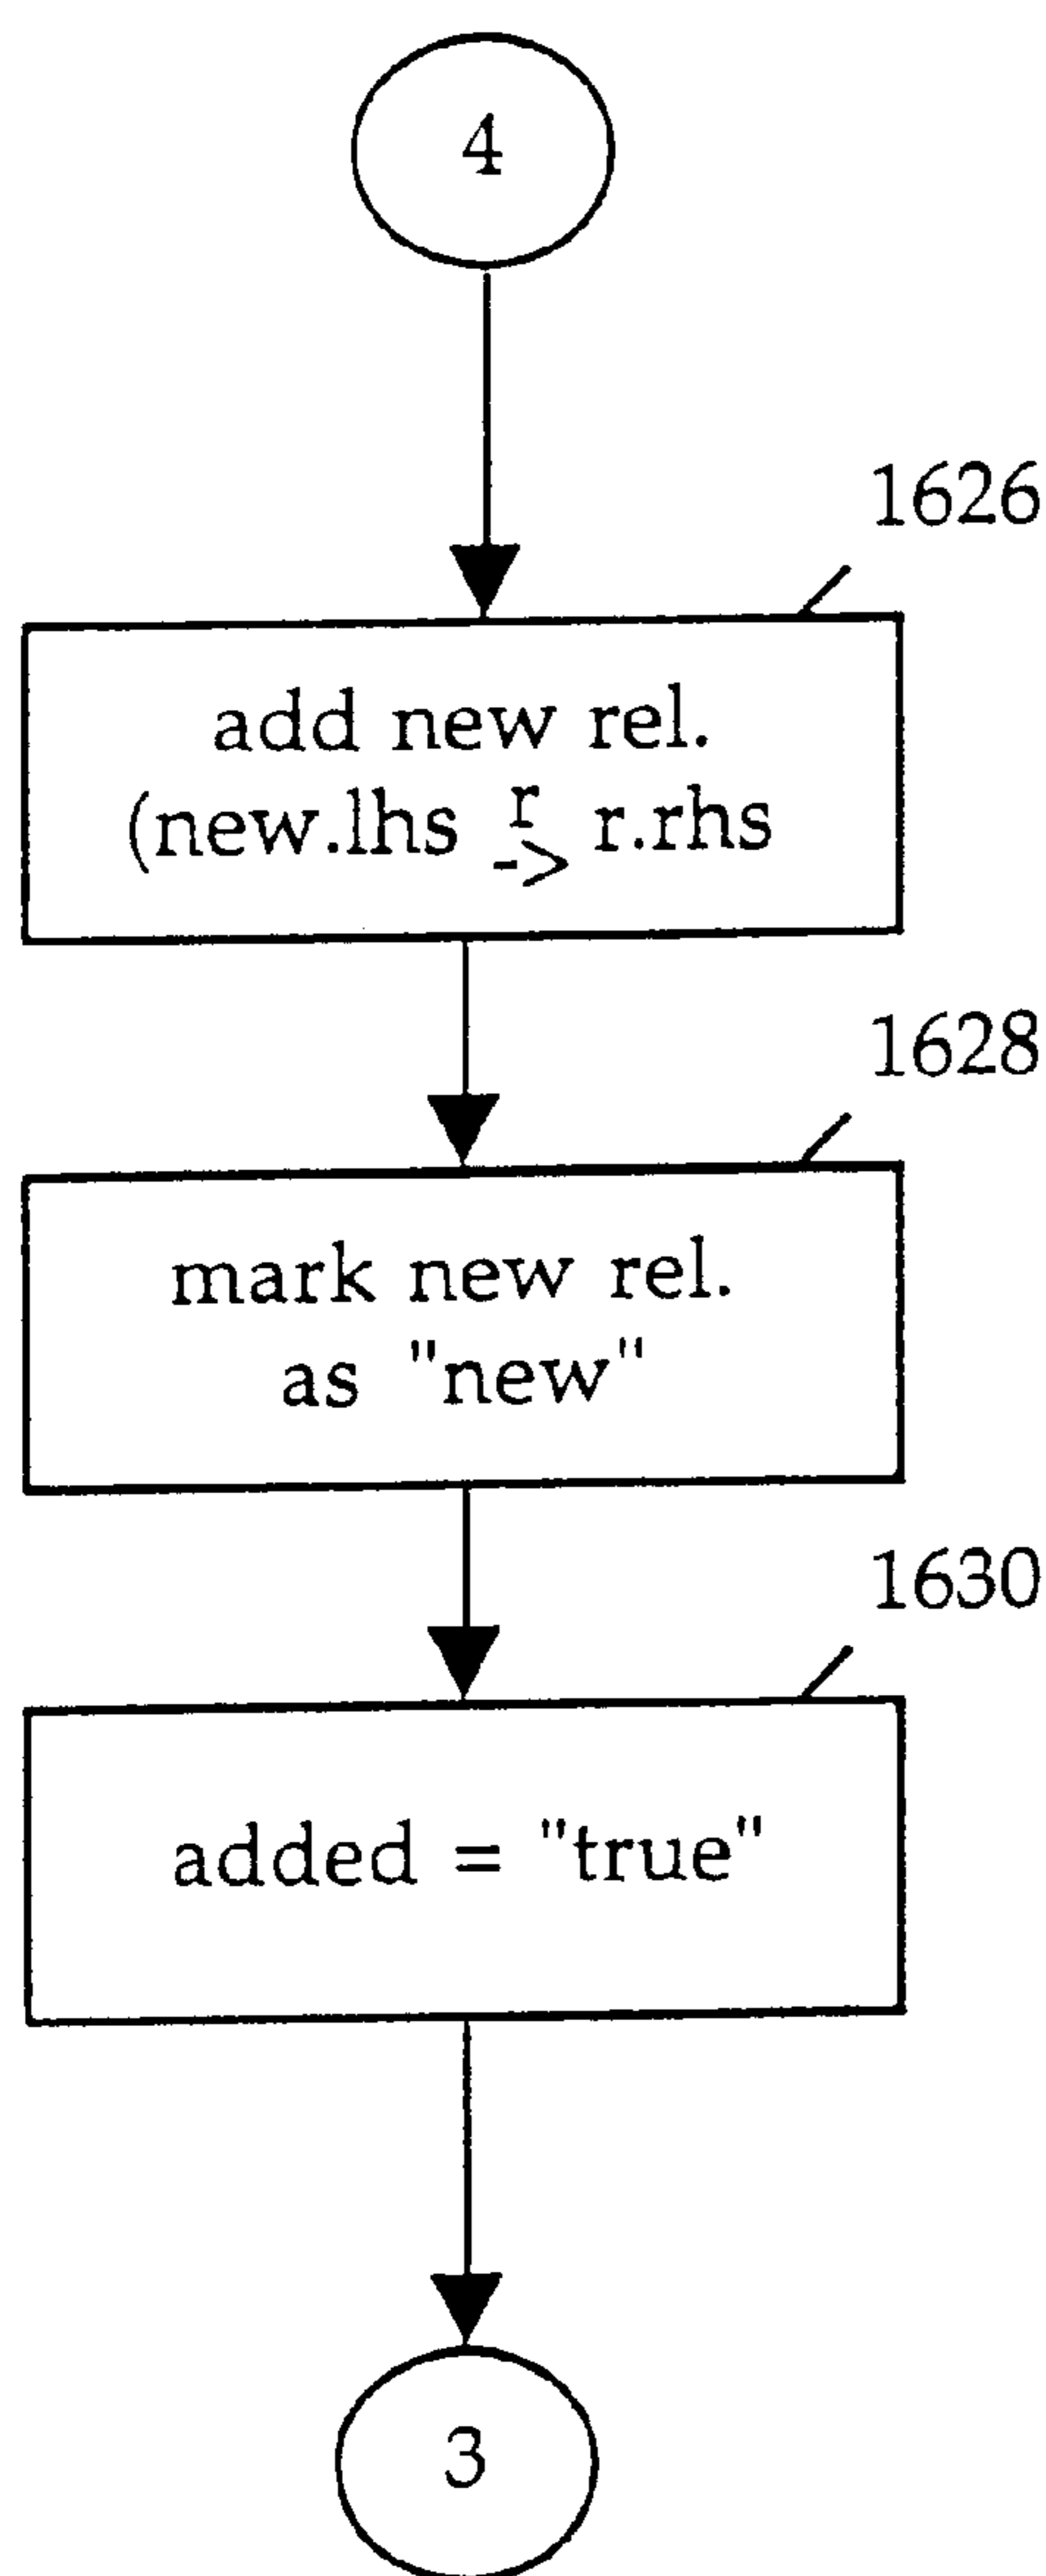 4
1626
add new rel.
(new.lhs r-> r.rhs
1628
mark new rel.
as "new"
1630
added = "true"
3